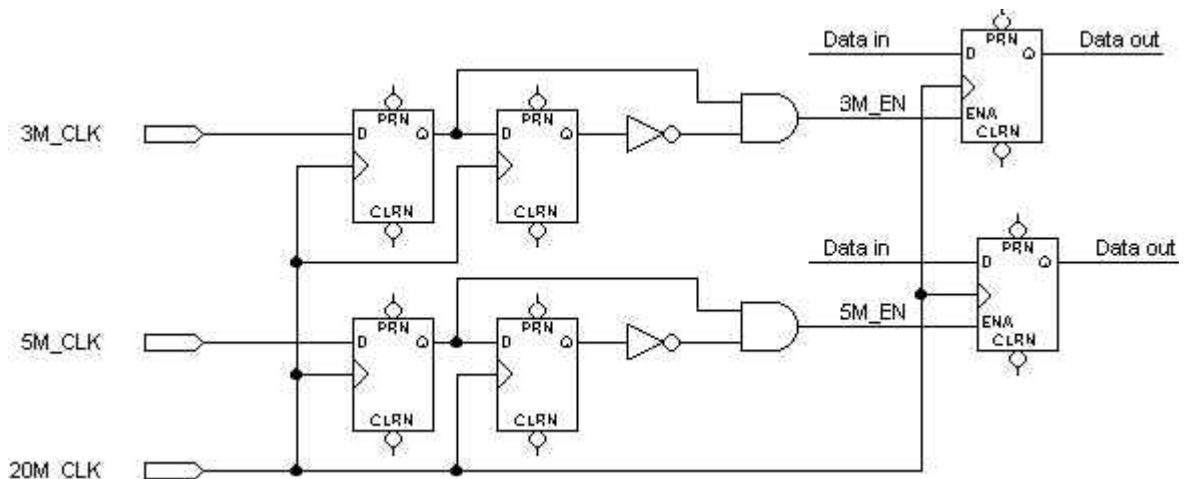 Data in
PRN
Data out
D
Q
3M_EN
ENA
CLRN
3M_CLK
D
PRN
Q
CLRN
D
PRN
Q
CLRN
Data in
PRN
Data out
D
Q
5M_EN
ENA
CLRN
5M_CLK
D
PRN
Q
CLRN
D
PRN
Q
CLRN
20M_CLK